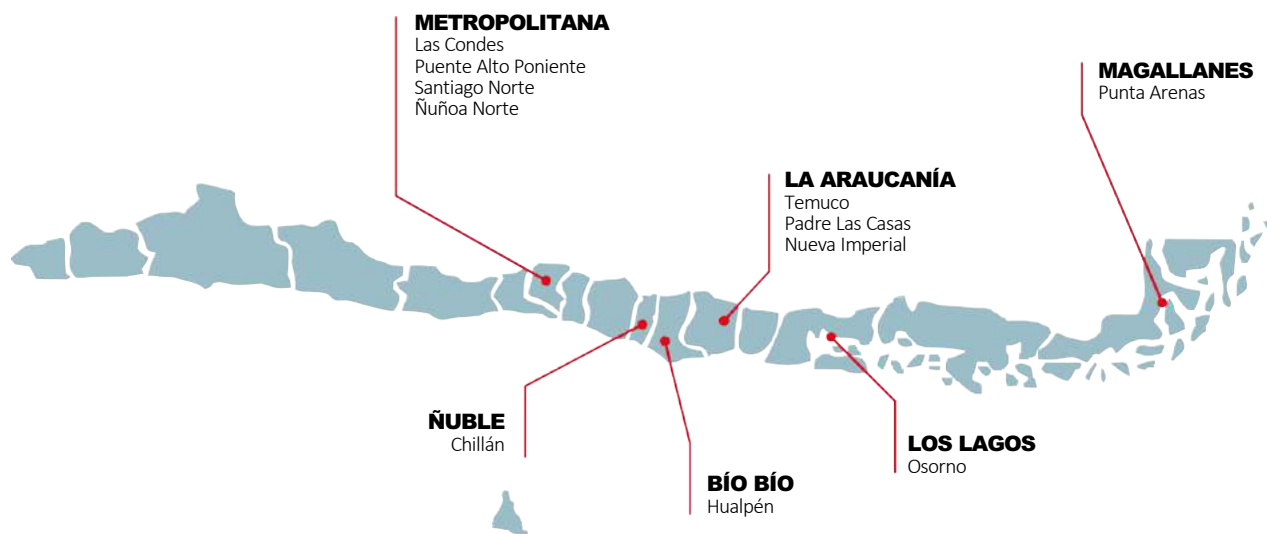 METROPOLITANA
Las Condes
Puente Alto Poniente
Santiago Norte
Ñuñoa Norte
MAGALLANES
Punta Arenas
LA ARAUCANÍA
Temuco
Padre Las Casas
Nueva Imperial
ÑUBLE
Chillán
BÍO BÍO
Hualpén
LOS LAGOS
Osorno